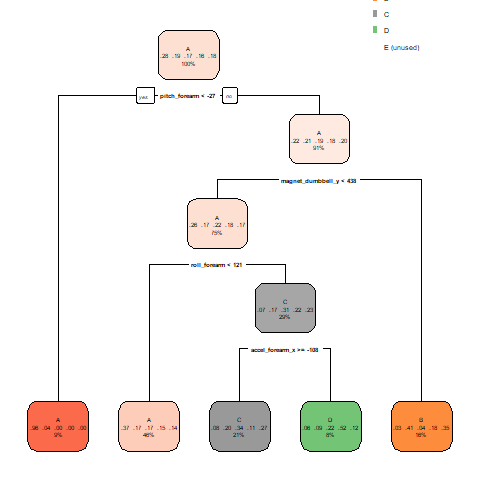 C
D
E (unused)
A
.28 .19 .17 .16 .18
100%
yes
pitch_forearm < -27
no
A
.22 .21 .19 .18 .20
91%
magnet_dumbbell_y < 438
A
.26 .17 .22 .18 .17
75%
roll_forearm < 121
C
.07 .17 .31 .22 .23
29%
accel_forearm_x >= -108
A
.96 .04 .00 .00 .00
9%
A
.37 .17 .17 .15 .14
46%
C
.08 .20 .34 .11 .27
21%
D
.06 .09 .22 .52 .12
8%
B
.03 .41 .04 .18 .35
16%